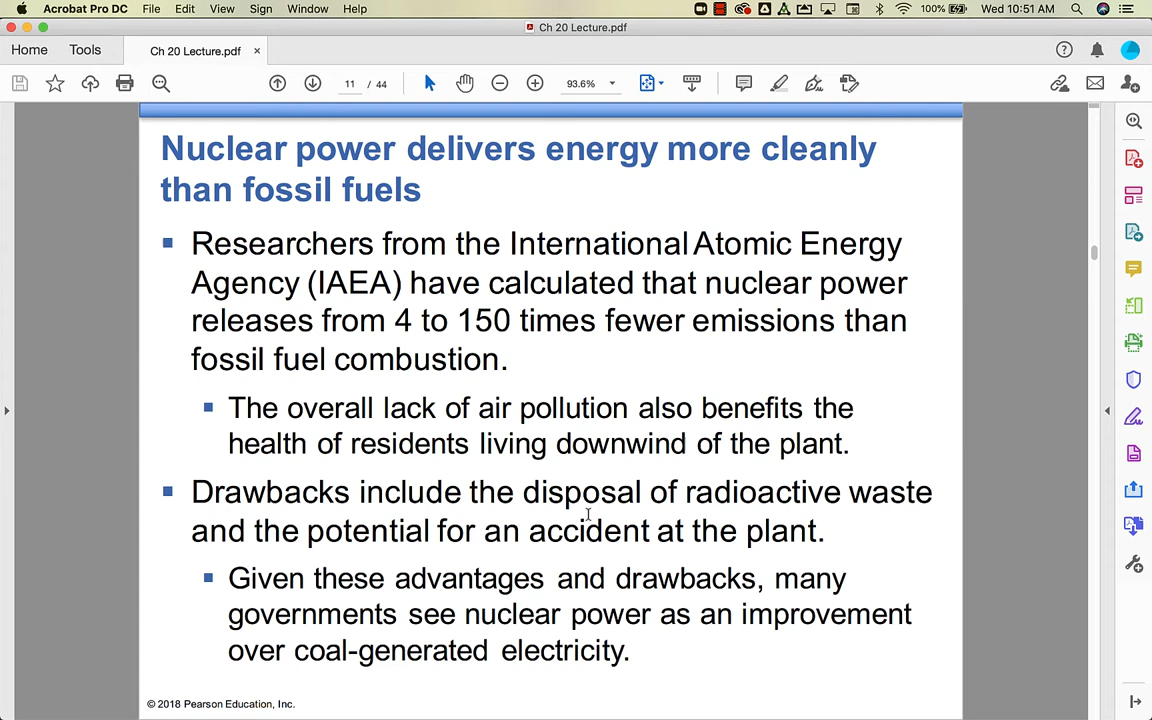 Acrobat Pro DC File Edit View Sign Window Help 100% Wed 10:51 AM
Ch 20 Lecture.pdf
Home Tools Ch 20 Lecture.pdf ×
11 / 44 93.6%
Nuclear power delivers energy more cleanly
than fossil fuels
Researchers from the International Atomic Energy
Agency (IAEA) have calculated that nuclear power
releases from 4 to 150 times fewer emissions than
fossil fuel combustion.
The overall lack of air pollution also benefits the
health of residents living downwind of the plant.
Drawbacks include the disposal of radioactive waste
and the potential for an accident at the plant.
Given these advantages and drawbacks, many
governments see nuclear power as an improvement
over coal-generated electricity.
© 2018 Pearson Education, Inc.